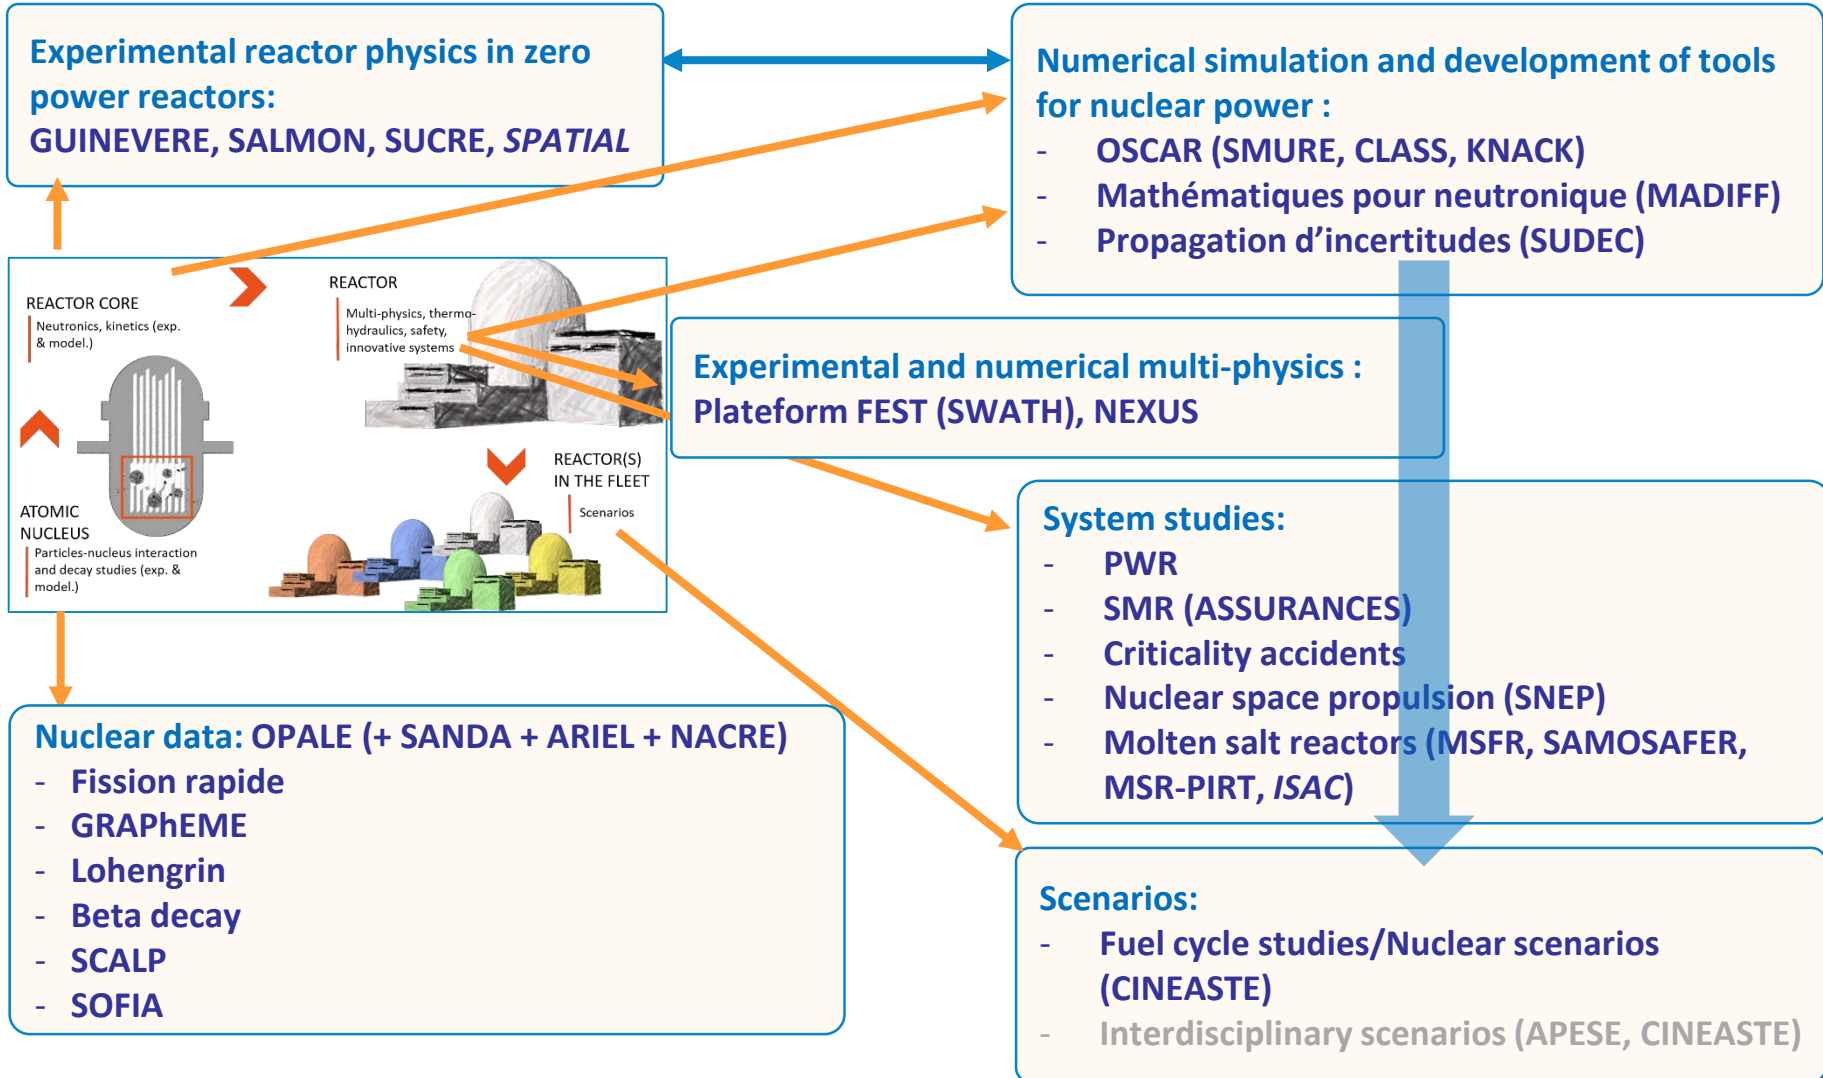 Experimental reactor physics in zero
power reactors:
GUINEVERE, SALMON, SUCRE, SPATIAL
Numerical simulation and development of tools
for nuclear power :
- OSCAR (SMURE, CLASS, KNACK)
- Mathématiques pour neutronique (MADIFF)
- Propagation d'incertitudes (SUDEC)
REACTOR CORE
Neutronics, kinetics (exp.
& model.)
REACTOR
Multi-physics, thermo-
hydraulics, safety,
innovative systems
ATOMIC
NUCLEUS
Particles-nucleus interaction
and decay studies (exp. &
model.)
REACTOR(S)
IN THE FLEET
Scenarios
Experimental and numerical multi-physics :
Plateform FEST (SWATH), NEXUS
System studies:
- PWR
- SMR (ASSURANCES)
- Criticality accidents
- Nuclear space propulsion (SNEP)
- Molten salt reactors (MSFR, SAMOSAFER,
MSR-PIRT, ISAC)
Nuclear data: OPALE (+ SANDA + ARIEL + NACRE)
- Fission rapide
- GRAPhEME
- Lohengrin
- Beta decay
- SCALP
- SOFIA
Scenarios:
- Fuel cycle studies/Nuclear scenarios
(CINEASTE)
- Interdisciplinary scenarios (APESE, CINEASTE)